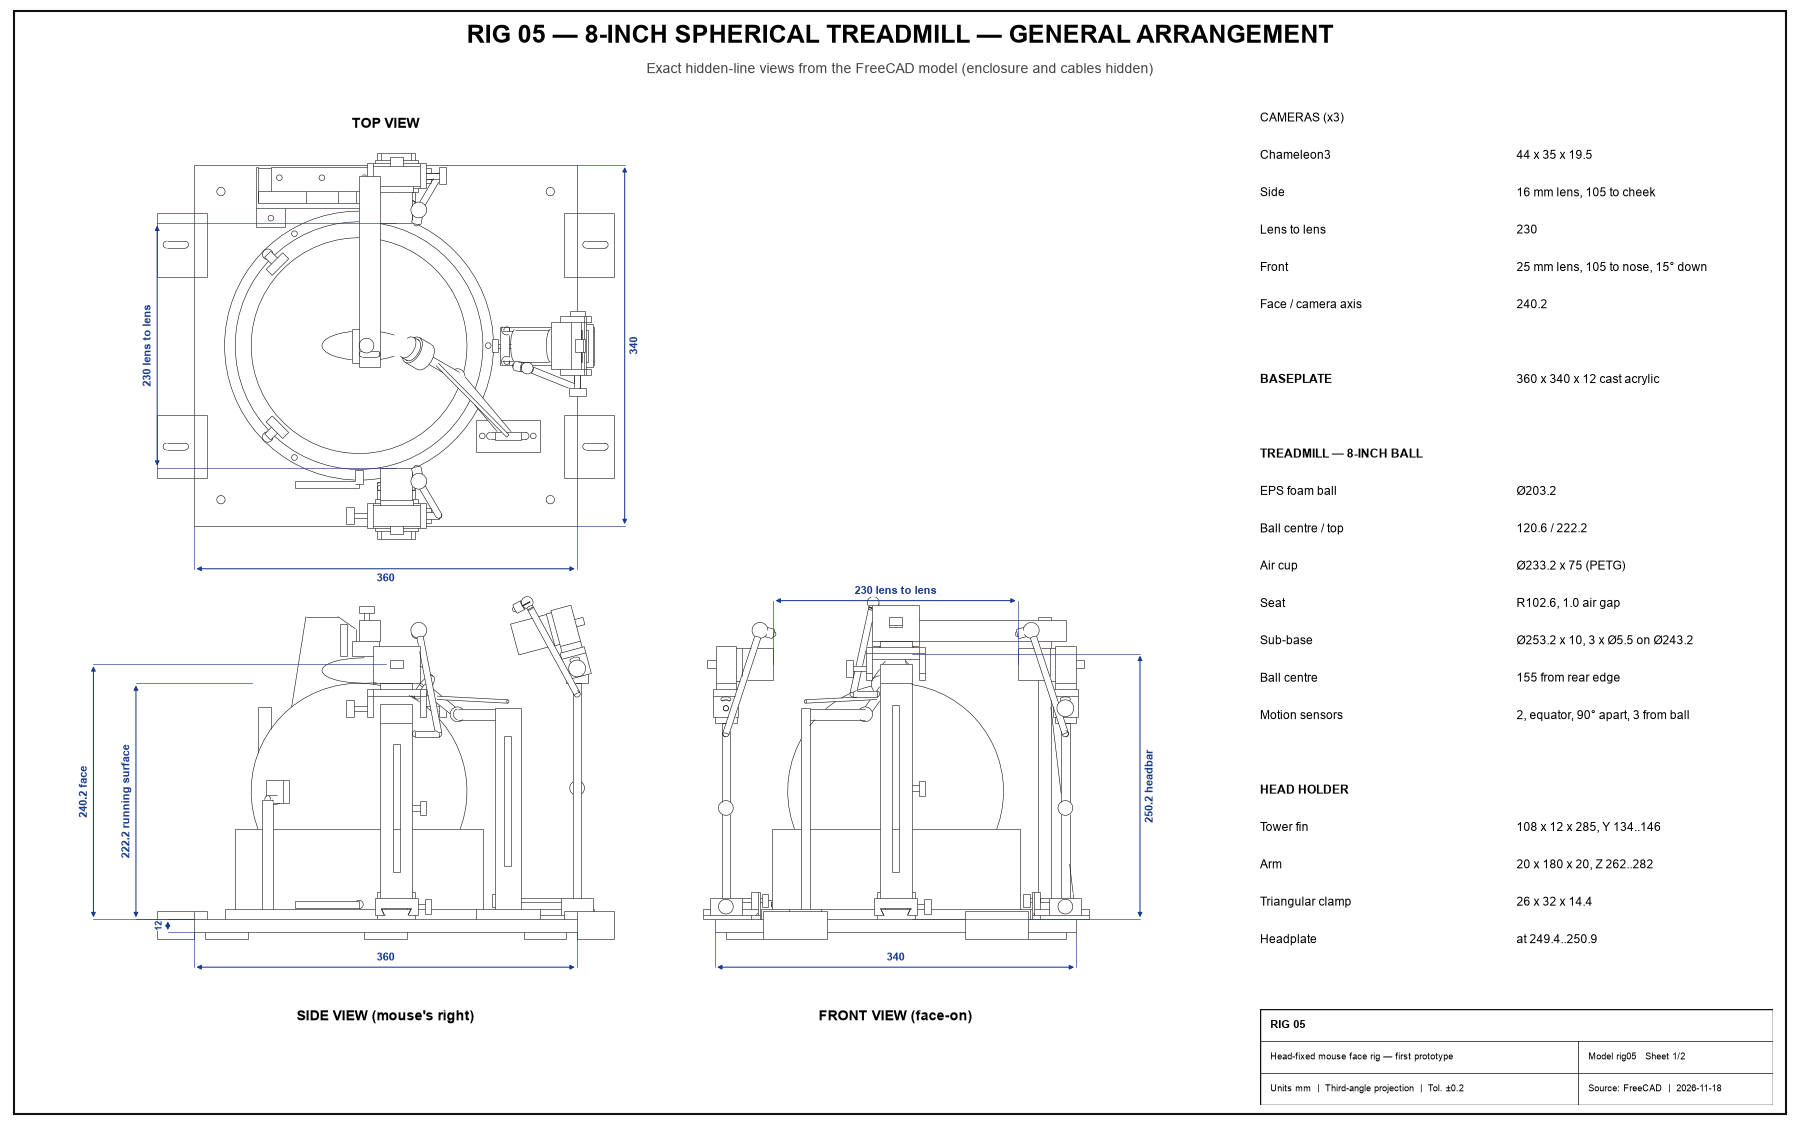 RIG 05 — 8-INCH SPHERICAL TREADMILL — GENERAL ARRANGEMENT
Exact hidden-line views from the FreeCAD model (enclosure and cables hidden)
TOP VIEW
230 lens to lens
340
360
230 lens to lens
240.2 face
222.2 running surface
12
250.2 headbar
360
340
SIDE VIEW (mouse's right)
FRONT VIEW (face-on)
CAMERAS (x3)
Chameleon3 44 x 35 x 19.5
Side 16 mm lens, 105 to cheek
Lens to lens 230
Front 25 mm lens, 105 to nose, 15° down
Face / camera axis 240.2
BASEPLATE 360 x 340 x 12 cast acrylic
TREADMILL — 8-INCH BALL
EPS foam ball Ø203.2
Ball centre / top 120.6 / 222.2
Air cup Ø233.2 x 75 (PETG)
Seat R102.6, 1.0 air gap
Sub-base Ø253.2 x 10, 3 x Ø5.5 on Ø243.2
Ball centre 155 from rear edge
Motion sensors 2, equator, 90° apart, 3 from ball
HEAD HOLDER
Tower fin 108 x 12 x 285, Y 134..146
Arm 20 x 180 x 20, Z 262..282
Triangular clamp 26 x 32 x 14.4
Headplate at 249.4..250.9
RIG 05
Head-fixed mouse face rig — first prototype Model rig05 Sheet 1/2
Units mm | Third-angle projection | Tol. ±0.2 Source: FreeCAD | 2026-11-18